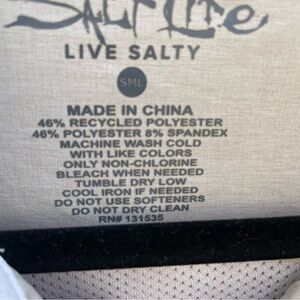 SALT LIFE
LIVE SALTY
SML
MADE IN CHINA
46% RECYCLED POLYESTER
46% POLYESTER 8% SPANDEX
MACHINE WASH COLD
WITH LIKE COLORS
ONLY NON-CHLORINE
BLEACH WHEN NEEDED
TUMBLE DRY LOW
COOL IRON IF NEEDED
DO NOT USE SOFTENERS
DO NOT DRY CLEAN
RN# 131535